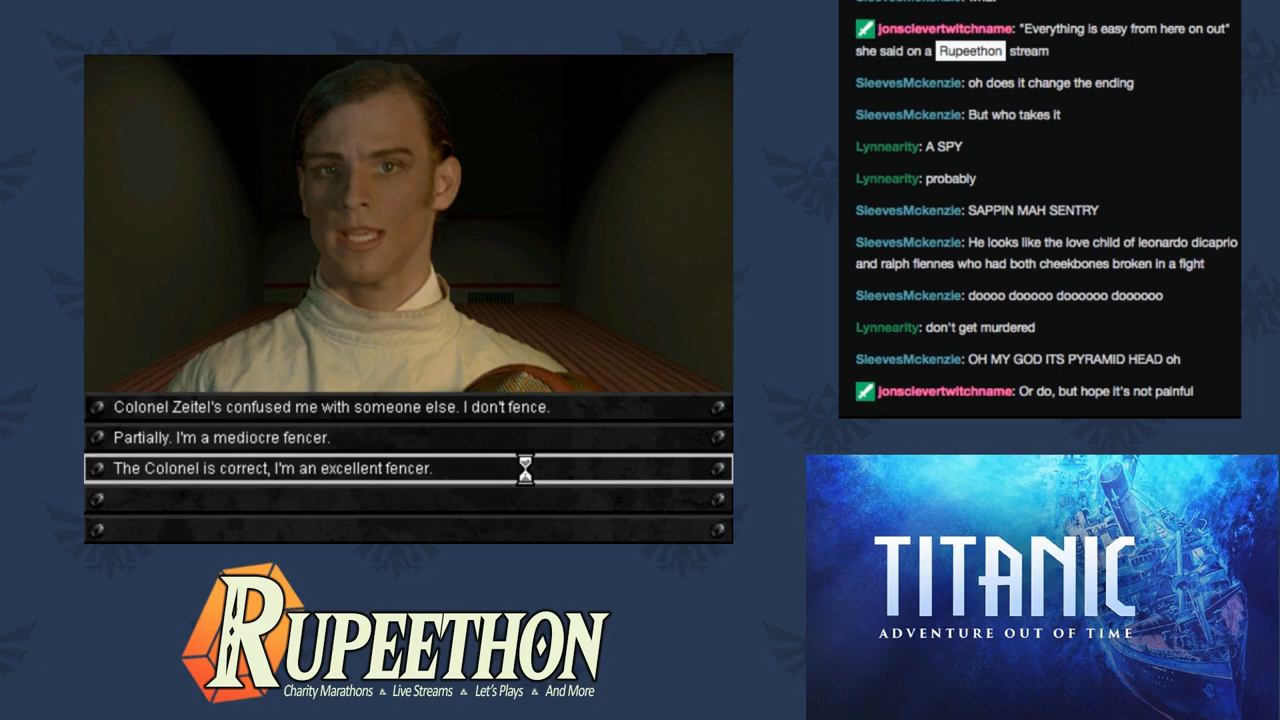 jonsclevertwitchname: "Everything is easy from here on out"
she said on a Rupeethon stream
SleevesMckenzie: oh does it change the ending
SleevesMckenzie: But who takes it
Lynnearity: A SPY
Lynnearity: probably
SleevesMckenzie: SAPPIN MAH SENTRY
SleevesMckenzie: He looks like the love child of leonardo dicaprio
and ralph fiennes who had both cheekbones broken in a fight
SleevesMckenzie: doooo dooooo doooooo doooooo
Lynnearity: don't get murdered
SleevesMckenzie: OH MY GOD ITS PYRAMID HEAD oh
jonsclevertwitchname: Or do, but hope it's not painful
Colonel Zeitel's confused me with someone else. I don't fence.
Partially. I'm a mediocre fencer.
The Colonel is correct, I'm an excellent fencer.
RUPEETHON
Charity Marathons Live Streams Let's Plays And More
TITANIC
ADVENTURE OUT OF TIME